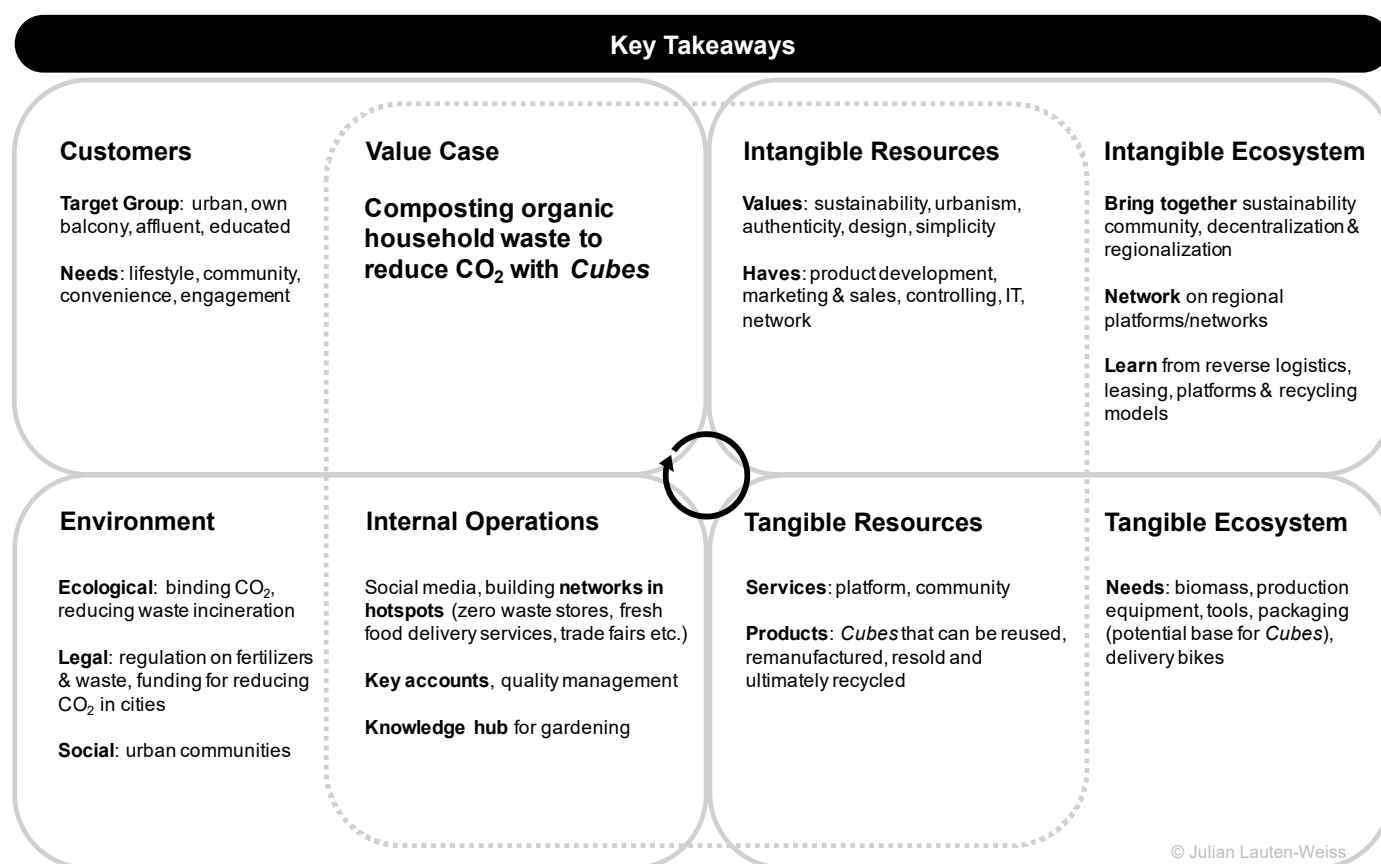 Key Takeaways
Customers
Target Group: urban, own
balcony, affluent, educated
Needs: lifestyle, community,
convenience, engagement
Value Case
Composting organic
household waste to
reduce CO₂ with Cubes
Intangible Resources
Values: sustainability, urbanism,
authenticity, design, simplicity
Haves: product development,
marketing & sales, controlling, IT,
network
Intangible Ecosystem
Bring together sustainability
community, decentralization &
regionalization
Network on regional
platforms/networks
Learn from reverse logistics,
leasing, platforms & recycling
models
Environment
Ecological: binding CO₂,
reducing waste incineration
Legal: regulation on fertilizers
& waste, funding for reducing
CO₂ in cities
Social: urban communities
Internal Operations
Social media, building networks in
hotspots (zero waste stores, fresh
food delivery services, trade fairs etc.)
Key accounts, quality management
Knowledge hub for gardening
Tangible Resources
Services: platform, community
Products: Cubes that can be reused,
remanufactured, resold and
ultimately recycled
Tangible Ecosystem
Needs: biomass, production
equipment, tools, packaging
(potential base for Cubes),
delivery bikes
© Julian Lauten-Weiss